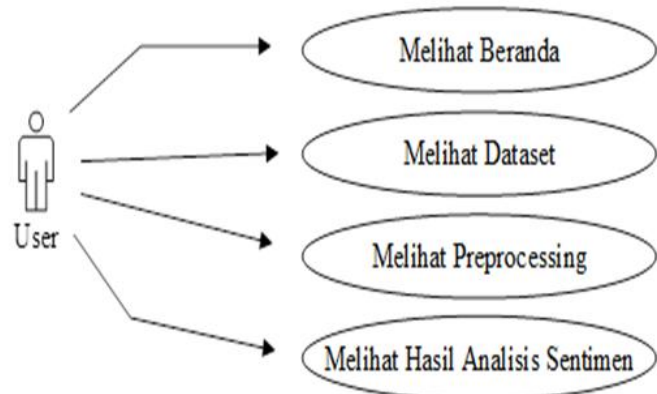 Melihat Beranda
Melihat Dataset
User
Melihat Preprocessing
Melihat Hasil Analisis Sentimen